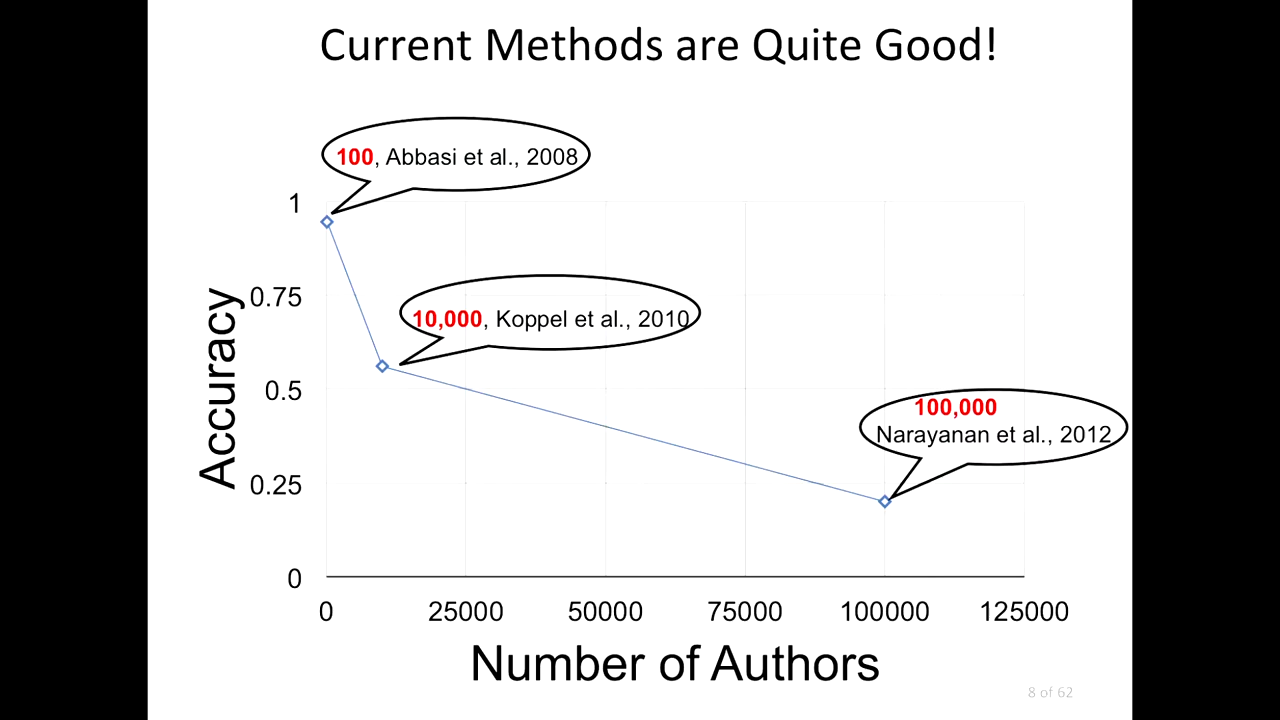 Current Methods are Quite Good!
100, Abbasi et al., 2008
1
10,000, Koppel et al., 2010
0.75
0.5
100,000
Narayanan et al., 2012
0.25
0
Accuracy
0 25000 50000 75000 100000 125000
Number of Authors
8 of 62